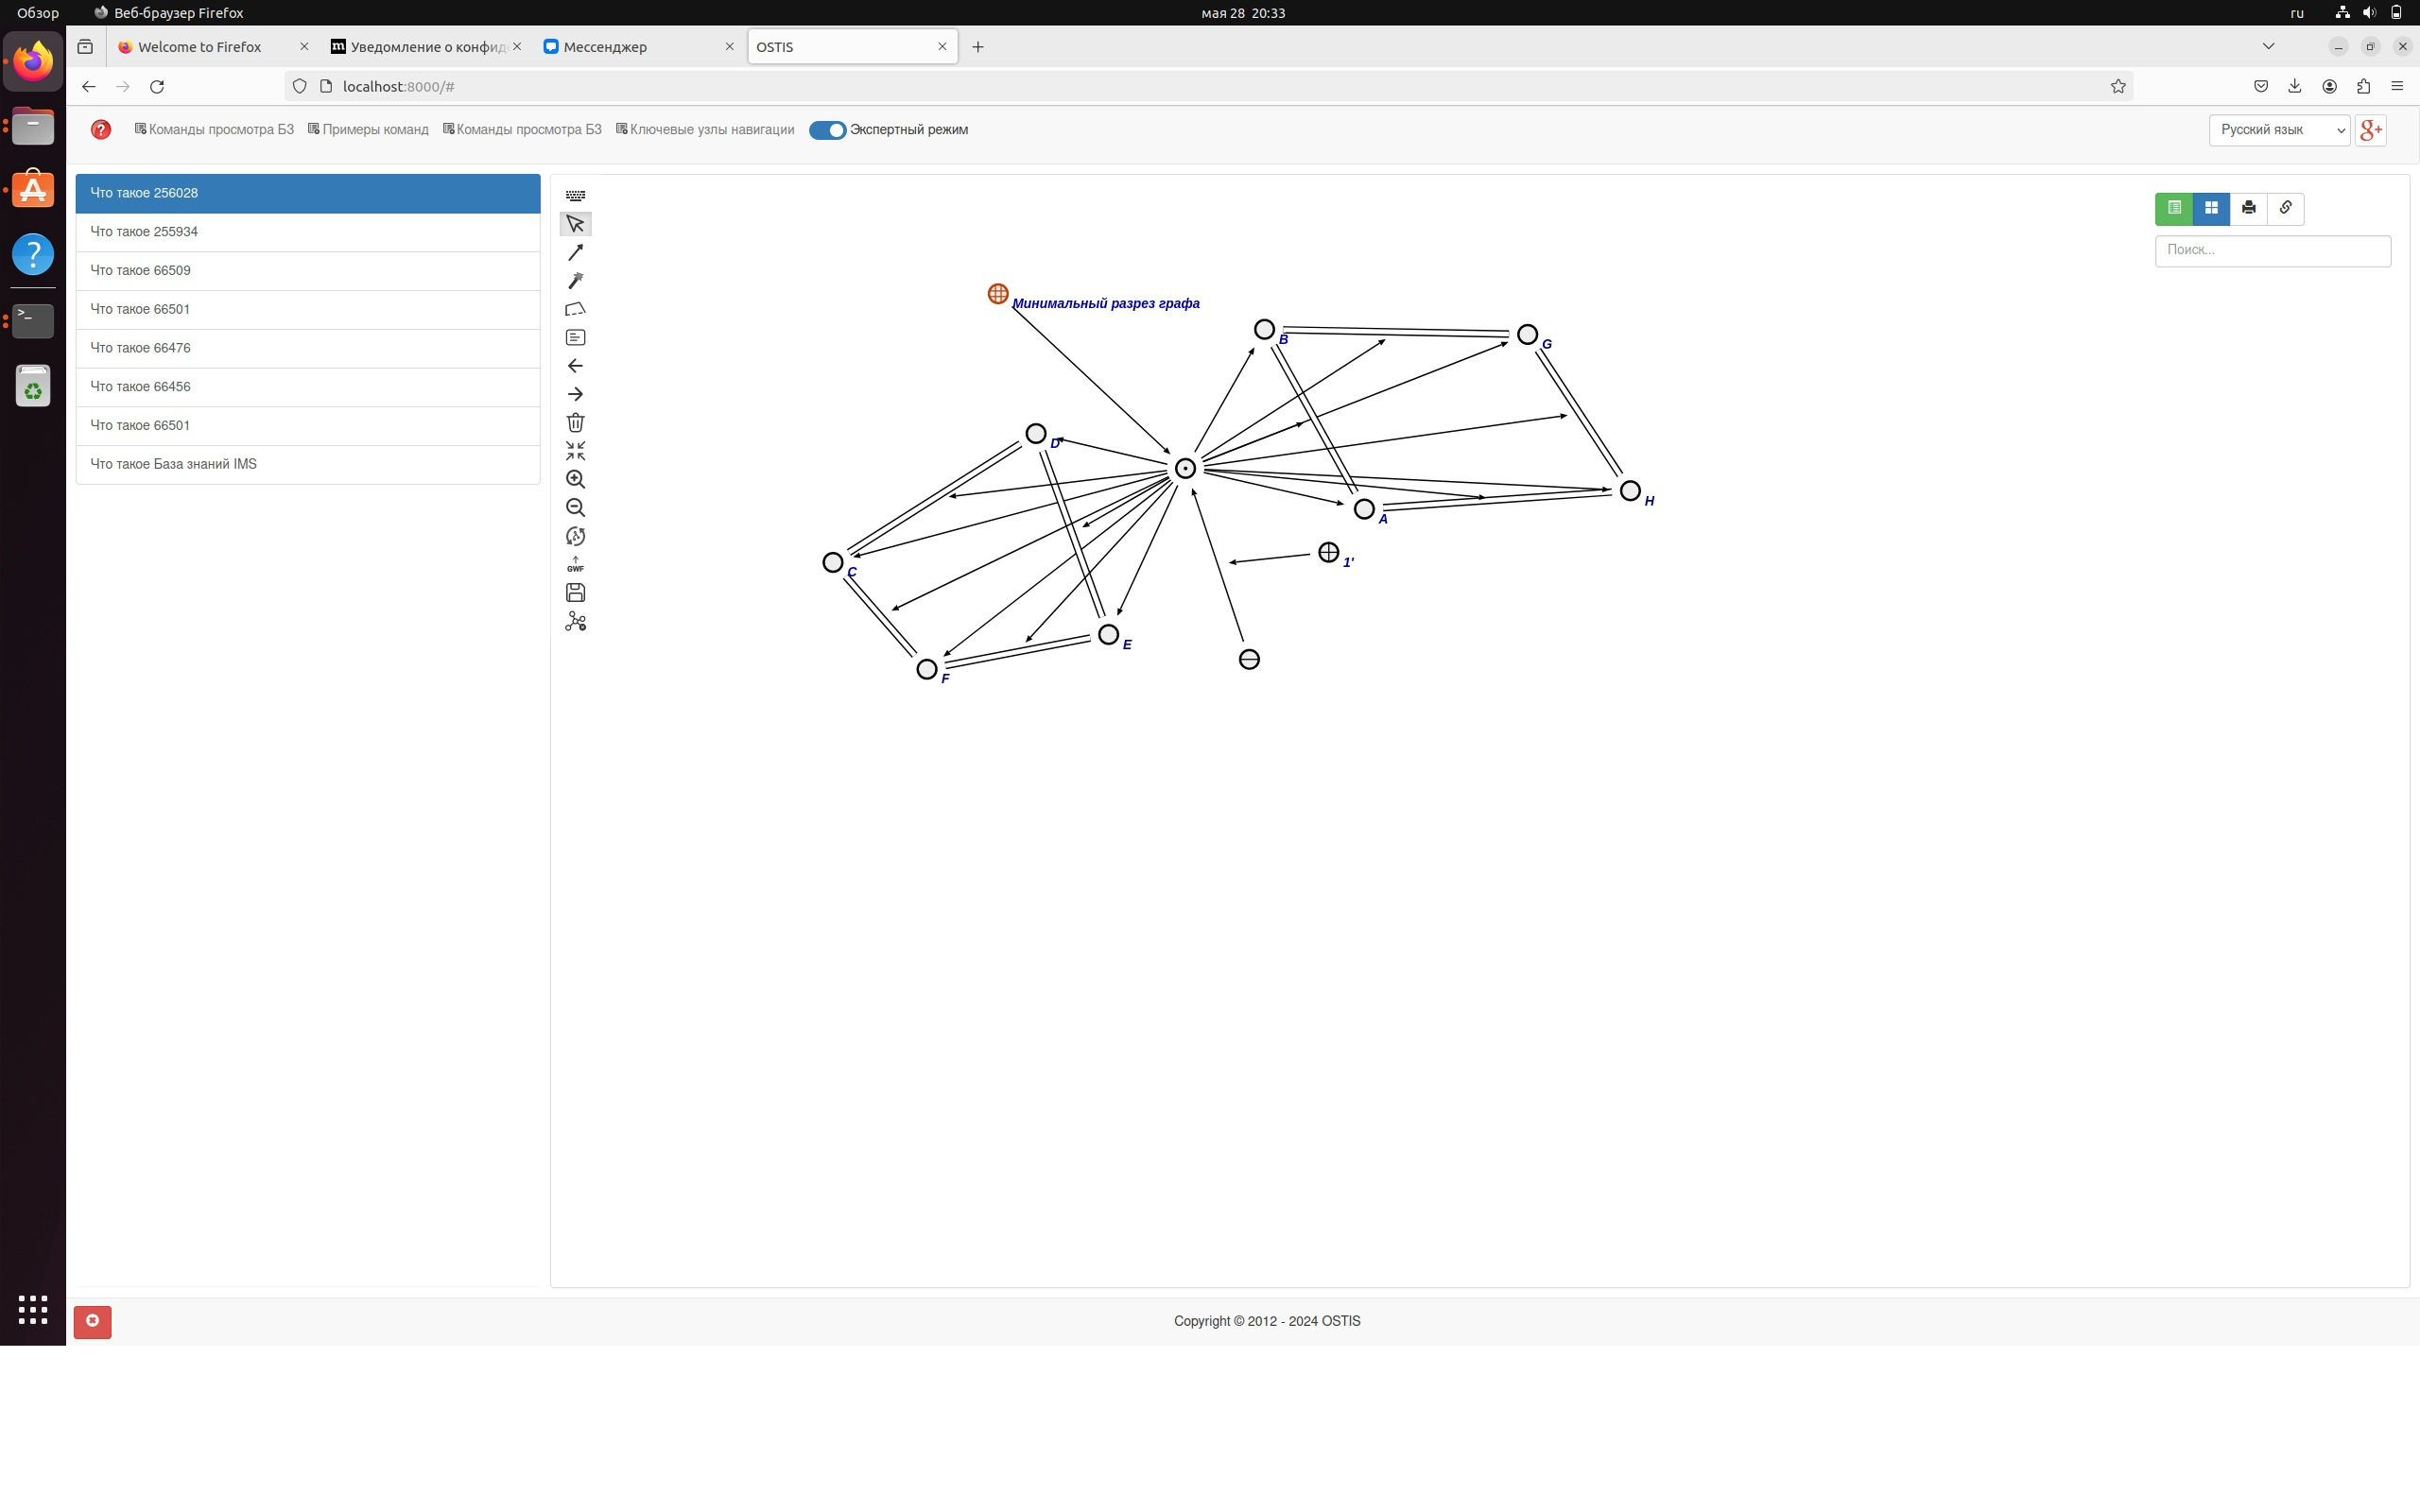 Обзор
Веб-браузер Firefox
мая 28 20:33
ru
Welcome to Firefox
Уведомление о конфид
Мессенджер
OSTIS
localhost:8000/#
Команды просмотра БЗ
Примеры команд
Команды просмотра БЗ
Ключевые узлы навигации
Экспертный режим
Русский язык
g+
Что такое 256028
Что такое 255934
Что такое 66509
Что такое 66501
Что такое 66476
Что такое 66456
Что такое 66501
Что такое База знаний IMS
GWF
Поиск...
Минимальный разрез графа
B
G
D
H
A
1'
C
E
F
Copyright © 2012 - 2024 OSTIS